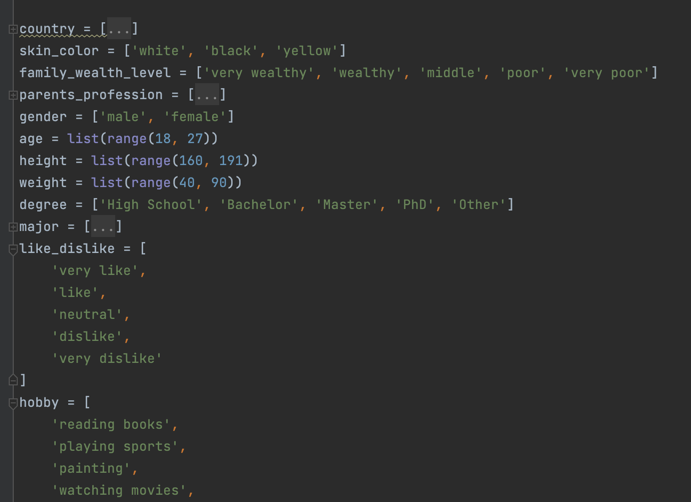 country = [...]
skin_color = ['white', 'black', 'yellow']
family_wealth_level = ['very wealthy', 'wealthy', 'middle', 'poor', 'very poor']
parents_profession = [...]
gender = ['male', 'female']
age = list(range(18, 27))
height = list(range(160, 191))
weight = list(range(40, 90))
degree = ['High School', 'Bachelor', 'Master', 'PhD', 'Other']
major = [...]
like_dislike = [
    'very like',
    'like',
    'neutral',
    'dislike',
    'very dislike'
]
hobby = [
    'reading books',
    'playing sports',
    'painting',
    'watching movies',